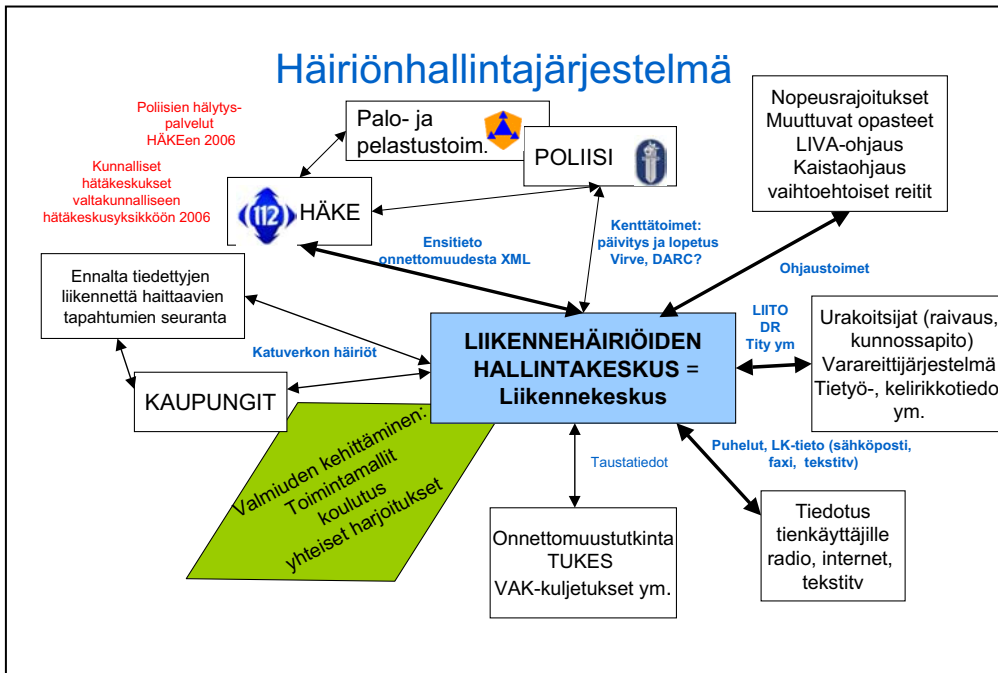 Häiriönhallintajärjestelmä
Poliisien hälytys-
palvelut
HÄKEen 2006
Kunnalliset
hätäkeskukset
valtakunnalliseen
hätäkeskusyksikköön 2006
Palo- ja
pelastustoim.
POLIISI
112
HÄKE
Nopeusrajoitukset
Muuttuvat opasteet
LIVA-ohjaus
Kaistaohjaus
vaihtoehtoiset reitit
Ensitieto
onnettomuudesta XML
Kenttätoimet:
päivitys ja lopetus
Virve, DARC?
Ohjaustoimet
Ennalta tiedettyjen
liikennettä haittaavien
tapahtumien seuranta
Katuverkon häiriöt
KAUPUNGIT
LIIKENNEHÄIRIÖIDEN
HALLINTAKESKUS =
Liikennekeskus
LIITO
DR
Tity ym
Urakoitsijat (raivaus,
kunnossapito)
Varareittijärjestelmä
Tietyö-, kelirikkotiedot
ym.
Valmiuden kehittäminen:
Toimintamallit
koulutus
yhteiset harjoitukset
Taustatiedot
Puhelut, LK-tieto (sähköposti,
faxi, tekstitv)
Onnettomuustutkinta
TUKES
VAK-kuljetukset ym.
Tiedotus
tienkäyttäjille
radio, internet,
tekstitv